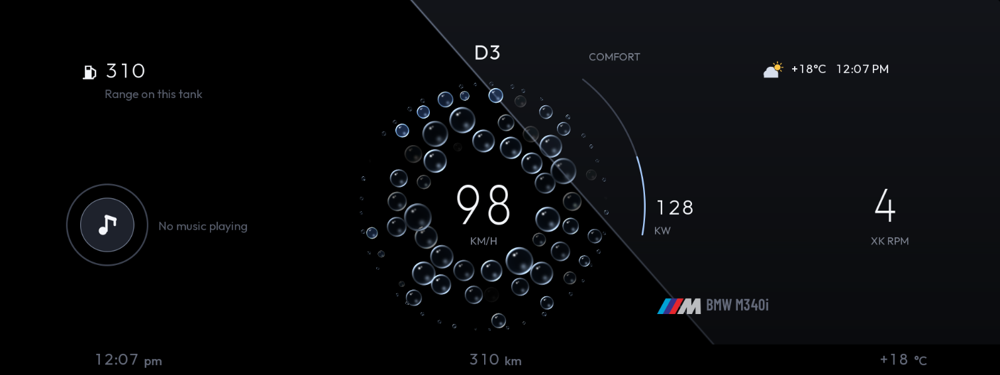 310
Range on this tank
No music playing
D3
COMFORT
98
KM/H
128
KW
+18°C 12:07 PM
4
XK RPM
M BMW M340i
12:07 pm
310 km
+18 °C